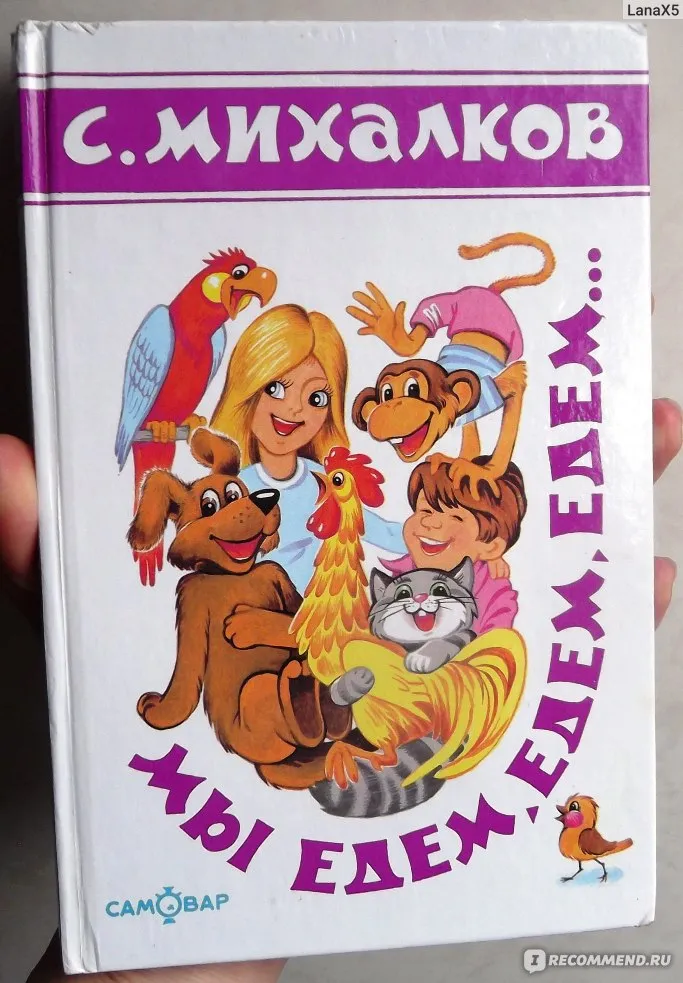 LanaX5
С. МИХАЛКОВ
МЫ ЕДЕМ, ЕДЕМ, ЕДЕМ...
САМОВАР
I RECOMMEND.RU